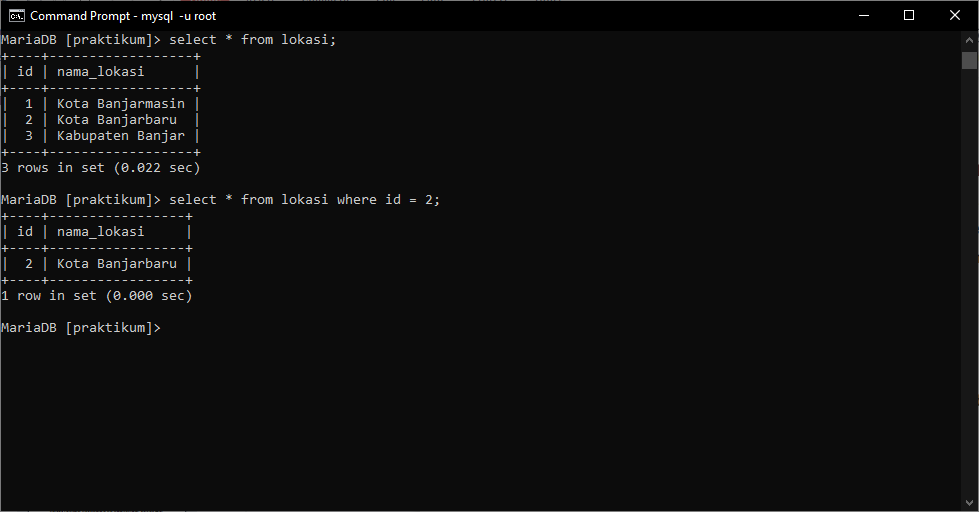 Command Prompt - mysql -u root
MariaDB [praktikum]> select * from lokasi;
+----+------------------+
| id | nama_lokasi      |
+----+------------------+
|  1 | Kota Banjarmasin |
|  2 | Kota Banjarbaru  |
|  3 | Kabupaten Banjar |
+----+------------------+
3 rows in set (0.022 sec)
MariaDB [praktikum]> select * from lokasi where id = 2;
+----+-----------------+
| id | nama_lokasi     |
+----+-----------------+
|  2 | Kota Banjarbaru |
+----+-----------------+
1 row in set (0.000 sec)
MariaDB [praktikum]>